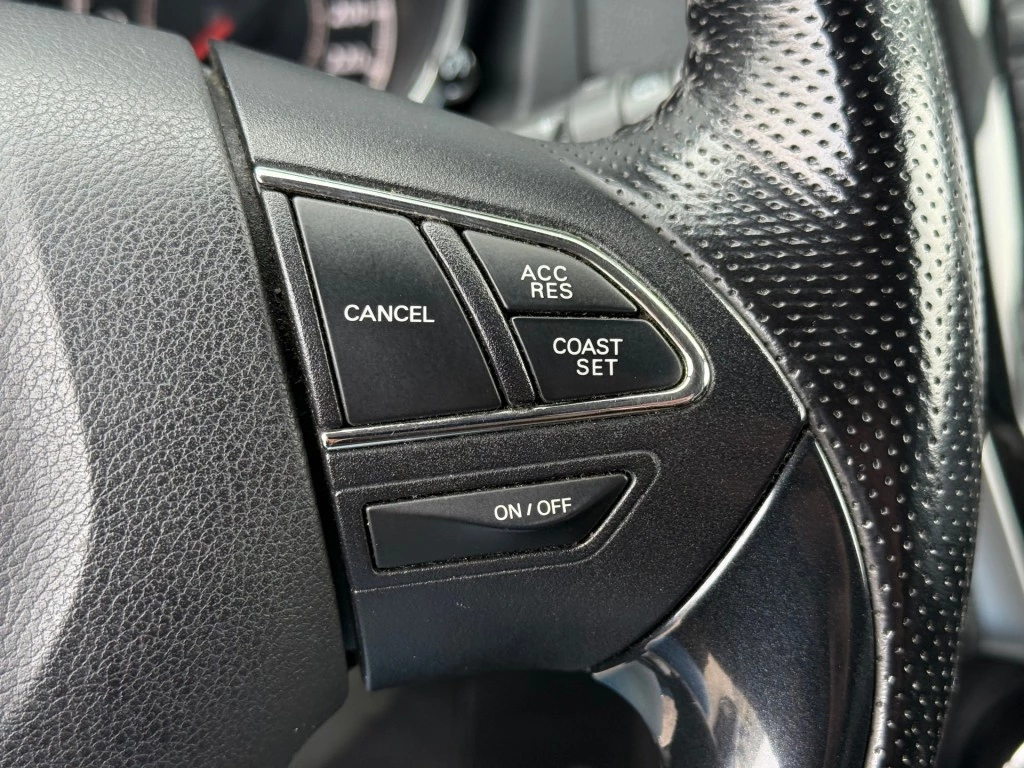 CANCEL
ACC
RES
COAST
SET
ON / OFF